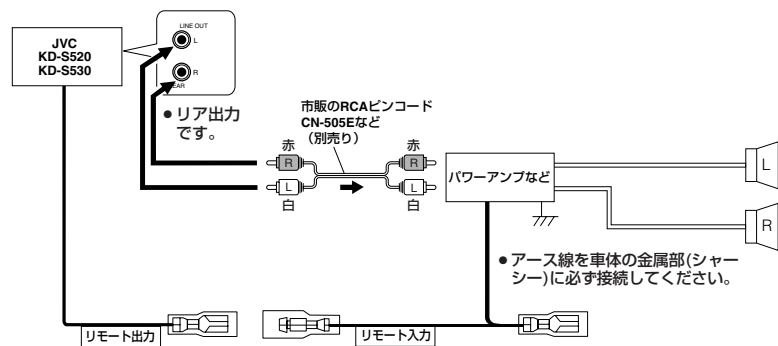 JVC
KD-S520
KD-S530
LINE OUT
L
R
EAR
●リア出力
です。
市販のRCAピンコード
CN-505Eなど
(別売り)
赤
R
L
白
赤
R
L
白
パワーアンプなど
L
R
●アース線を車体の金属部(シャー
シー)に必ず接続してください。
リモート出力
リモート入力